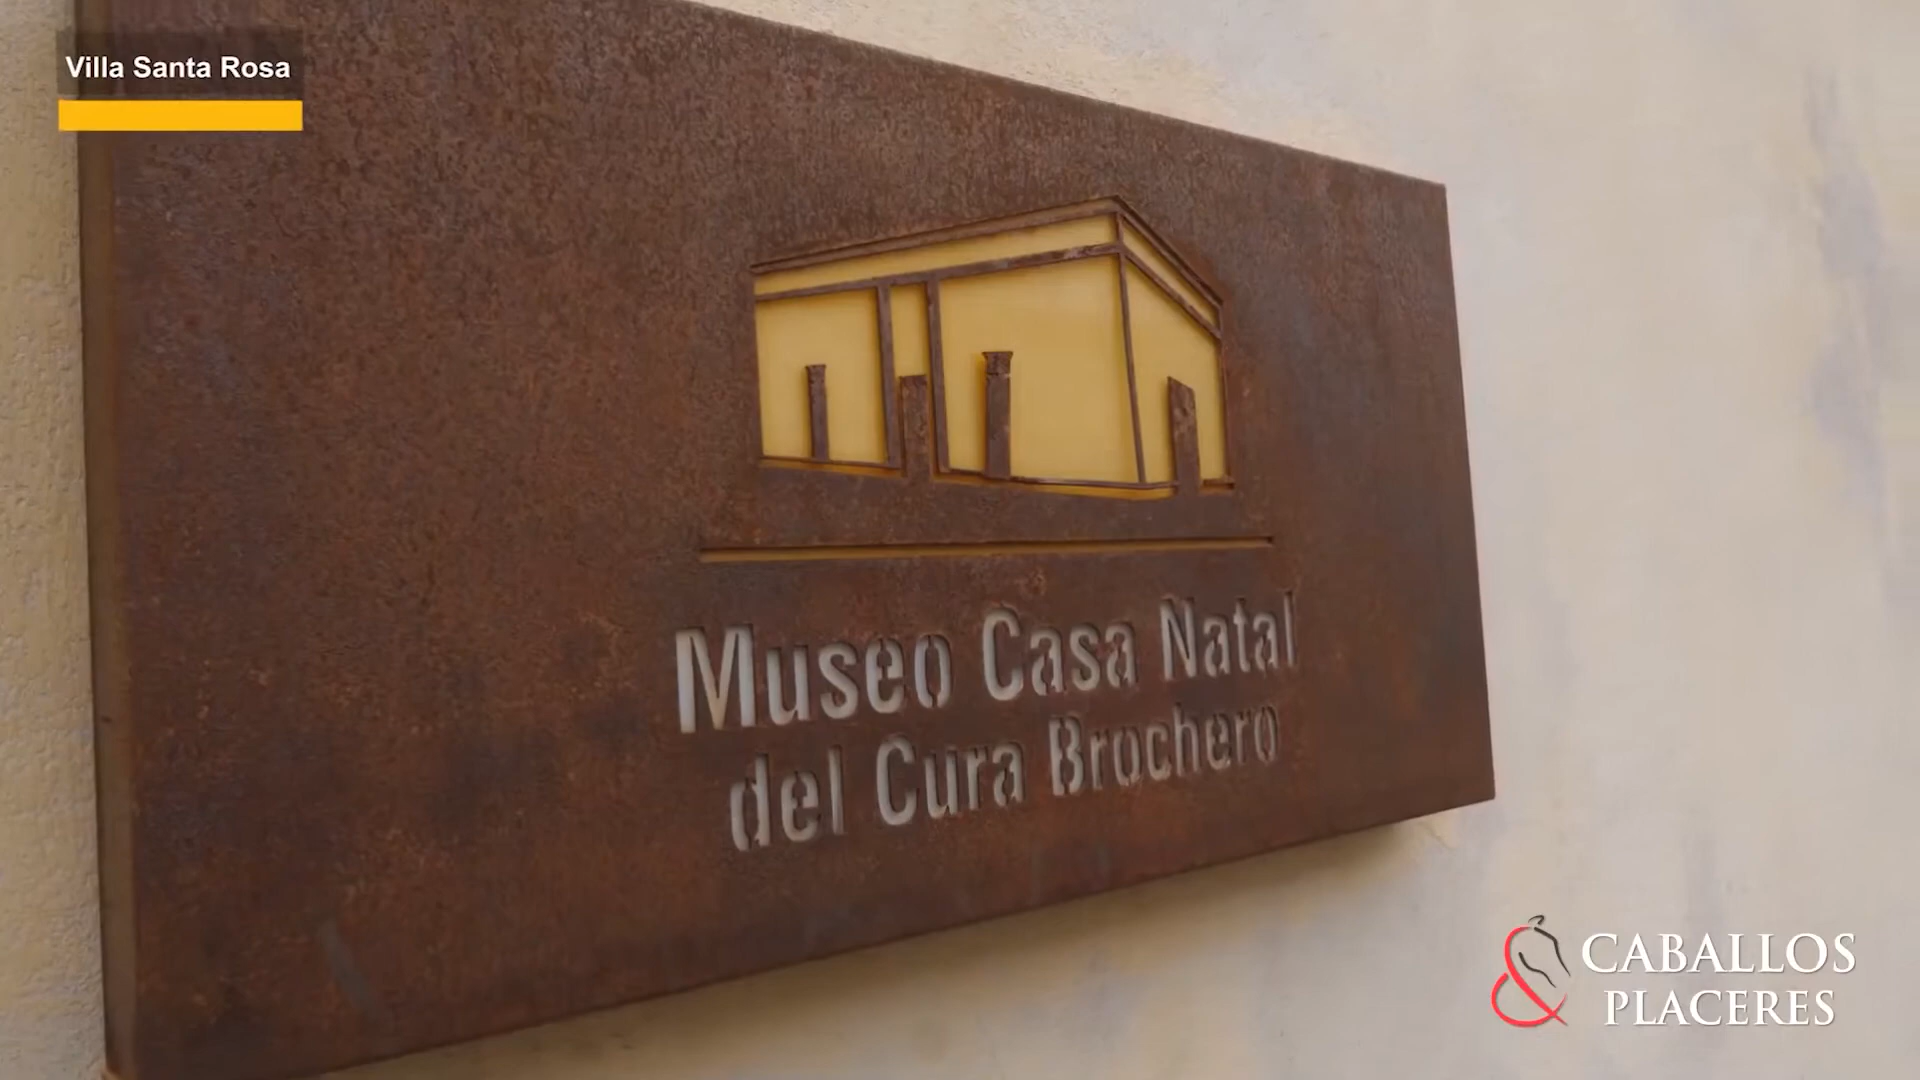 Villa Santa Rosa
Museo Casa Natal
del Cura Brochero
CABALLOS
& PLACERES